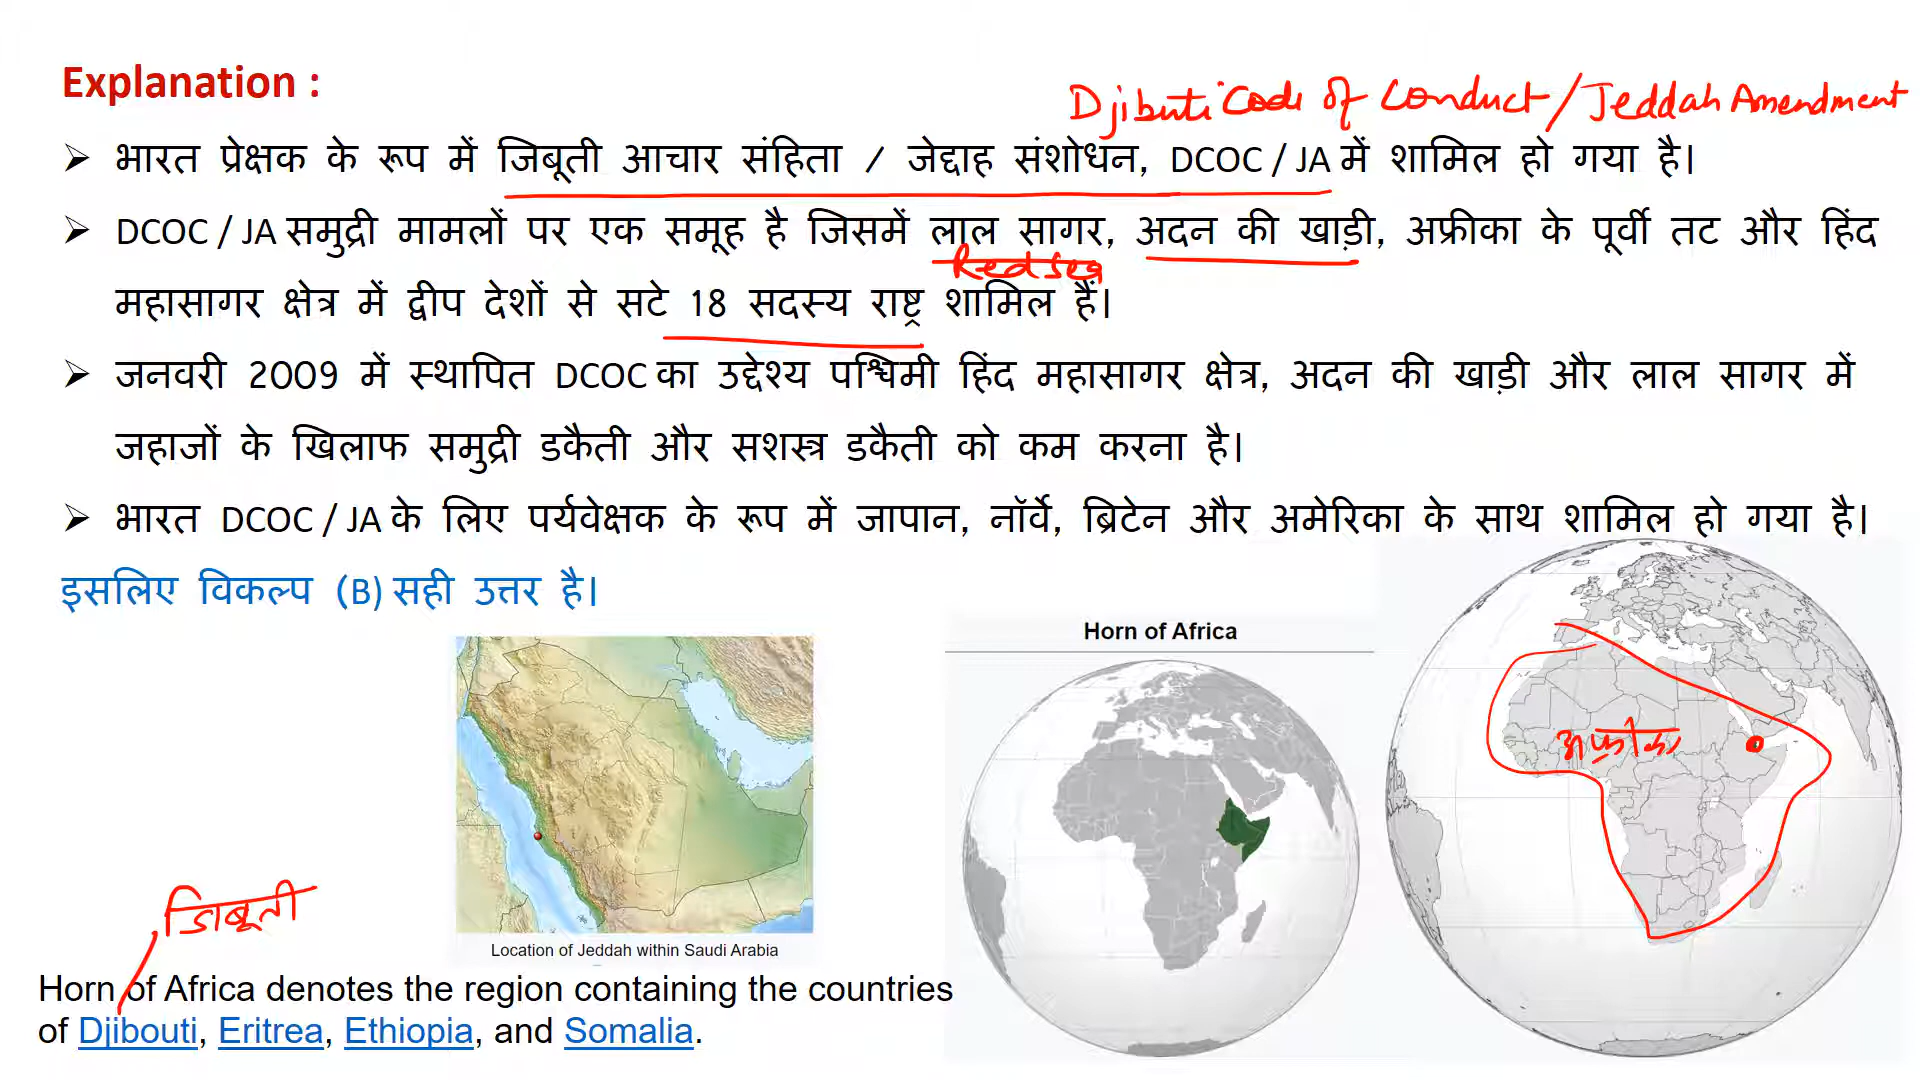 Explanation :
Djibuti Code of Conduct / Jeddah Amendment
➢ भारत प्रेक्षक के रूप में जिबूती आचार संहिता / जेद्दाह संशोधन, DCOC / JA में शामिल हो गया है।
➢ DCOC / JA समुद्री मामलों पर एक समूह है जिसमें लाल सागर, अदन की खाड़ी, अफ्रीका के पूर्वी तट और हिंद
Red Sea
महासागर क्षेत्र में द्वीप देशों से सटे 18 सदस्य राष्ट्र शामिल हैं।
➢ जनवरी 2009 में स्थापित DCOC का उद्देश्य पश्चिमी हिंद महासागर क्षेत्र, अदन की खाड़ी और लाल सागर में
जहाजों के खिलाफ समुद्री डकैती और सशस्त्र डकैती को कम करना है।
➢ भारत DCOC / JA के लिए पर्यवेक्षक के रूप में जापान, नॉर्वे, ब्रिटेन और अमेरिका के साथ शामिल हो गया है।
इसलिए विकल्प (B) सही उत्तर है।
Horn of Africa
अफ्रीका
जिबूती
Location of Jeddah within Saudi Arabia
Horn of Africa denotes the region containing the countries
of Djibouti, Eritrea, Ethiopia, and Somalia.